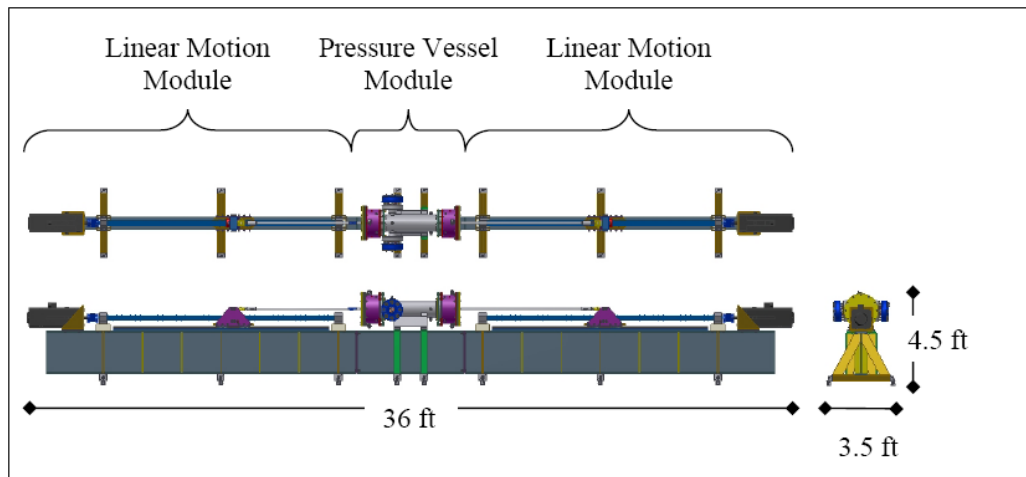 Linear Motion
Module
Pressure Vessel
Module
Linear Motion
Module
4.5 ft
36 ft
3.5 ft